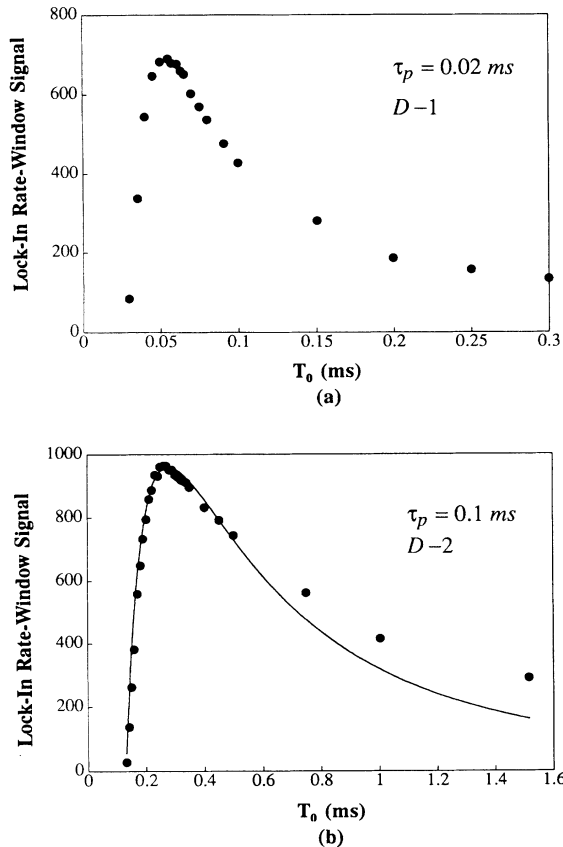 800
600
400
200
0
Lock-In Rate-Window Signal
τp = 0.02 ms
D-1
0 0.05 0.1 0.15 0.2 0.25 0.3
T0 (ms)
(a)
1000
800
600
400
200
0
Lock-In Rate-Window Signal
τp = 0.1 ms
D-2
0 0.2 0.4 0.6 0.8 1 1.2 1.4 1.6
T0 (ms)
(b)